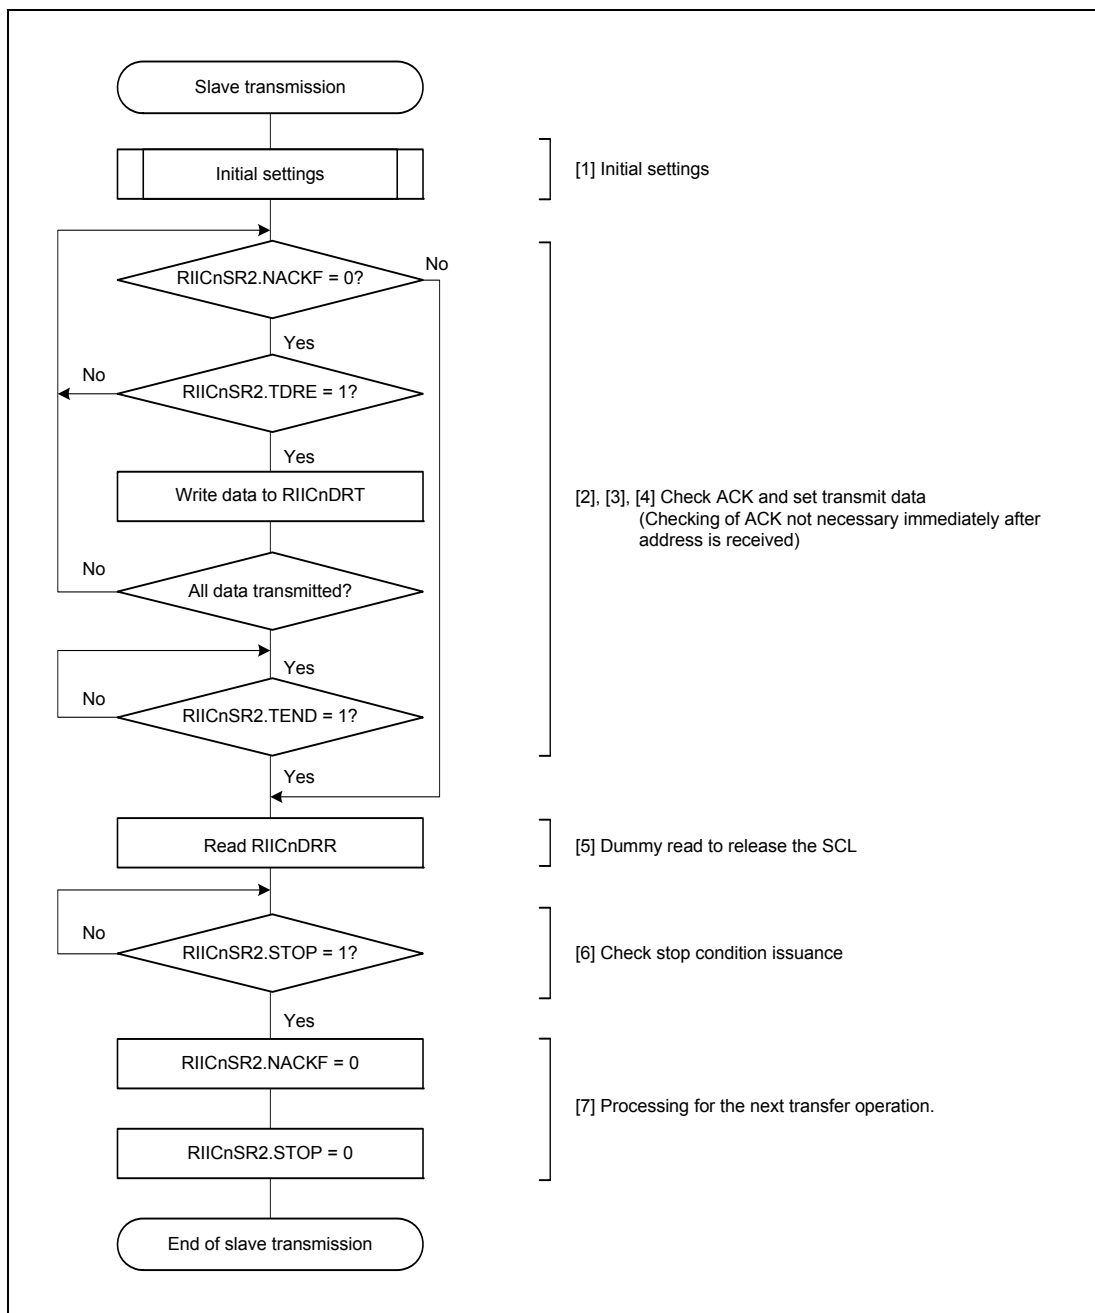 Slave transmission
Initial settings
[1] Initial settings
RIICnSR2.NACKF = 0?
No
Yes
No
RIICnSR2.TDRE = 1?
Yes
Write data to RIICnDRT
[2], [3], [4] Check ACK and set transmit data
(Checking of ACK not necessary immediately after
address is received)
No
All data transmitted?
Yes
No
RIICnSR2.TEND = 1?
Yes
Read RIICnDRR
[5] Dummy read to release the SCL
No
RIICnSR2.STOP = 1?
[6] Check stop condition issuance
Yes
RIICnSR2.NACKF = 0
[7] Processing for the next transfer operation.
RIICnSR2.STOP = 0
End of slave transmission